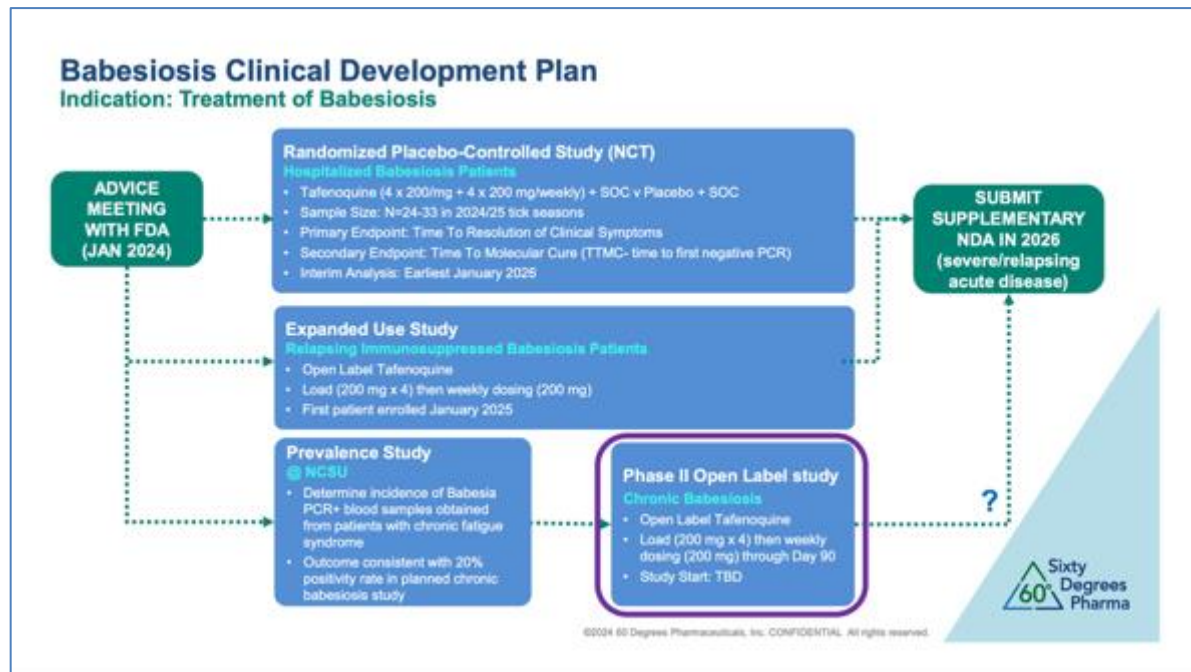 Babesiosis Clinical Development Plan
Indication: Treatment of Babesiosis
ADVICE
MEETING
WITH FDA
(JAN 2024)
Randomized Placebo-Controlled Study (NCT)
Hospitalized Babesiosis Patients
• Tafenoquine (4 x 200/mg + 4 x 200 mg/weekly) + SOC v Placebo + SOC
• Sample Size: N=24-33 in 2024/25 tick seasons
• Primary Endpoint: Time To Resolution of Clinical Symptoms
• Secondary Endpoint: Time To Molecular Cure (TTMC- time to first negative PCR)
• Interim Analysis: Earliest January 2025
SUBMIT
SUPPLEMENTARY
NDA IN 2026
(severe/relapsing
acute disease)
Expanded Use Study
Relapsing Immunosuppressed Babesiosis Patients
• Open Label Tafenoquine
• Load (200 mg x 4) then weekly dosing (200 mg)
• First patient enrolled January 2025
Prevalence Study
@ NCSU
• Determine incidence of Babesia
PCR+ blood samples obtained
from patients with chronic fatigue
syndrome
• Outcome consistent with 20%
positivity rate in planned chronic
babesiosis study
Phase II Open Label study
Chronic Babesiosis
• Open Label Tafenoquine
• Load (200 mg x 4) then weekly
dosing (200 mg) through Day 90
• Study Start: TBD
?
60°
Sixty
Degrees
Pharma
©2024 60 Degrees Pharmaceuticals, Inc. CONFIDENTIAL All rights reserved.